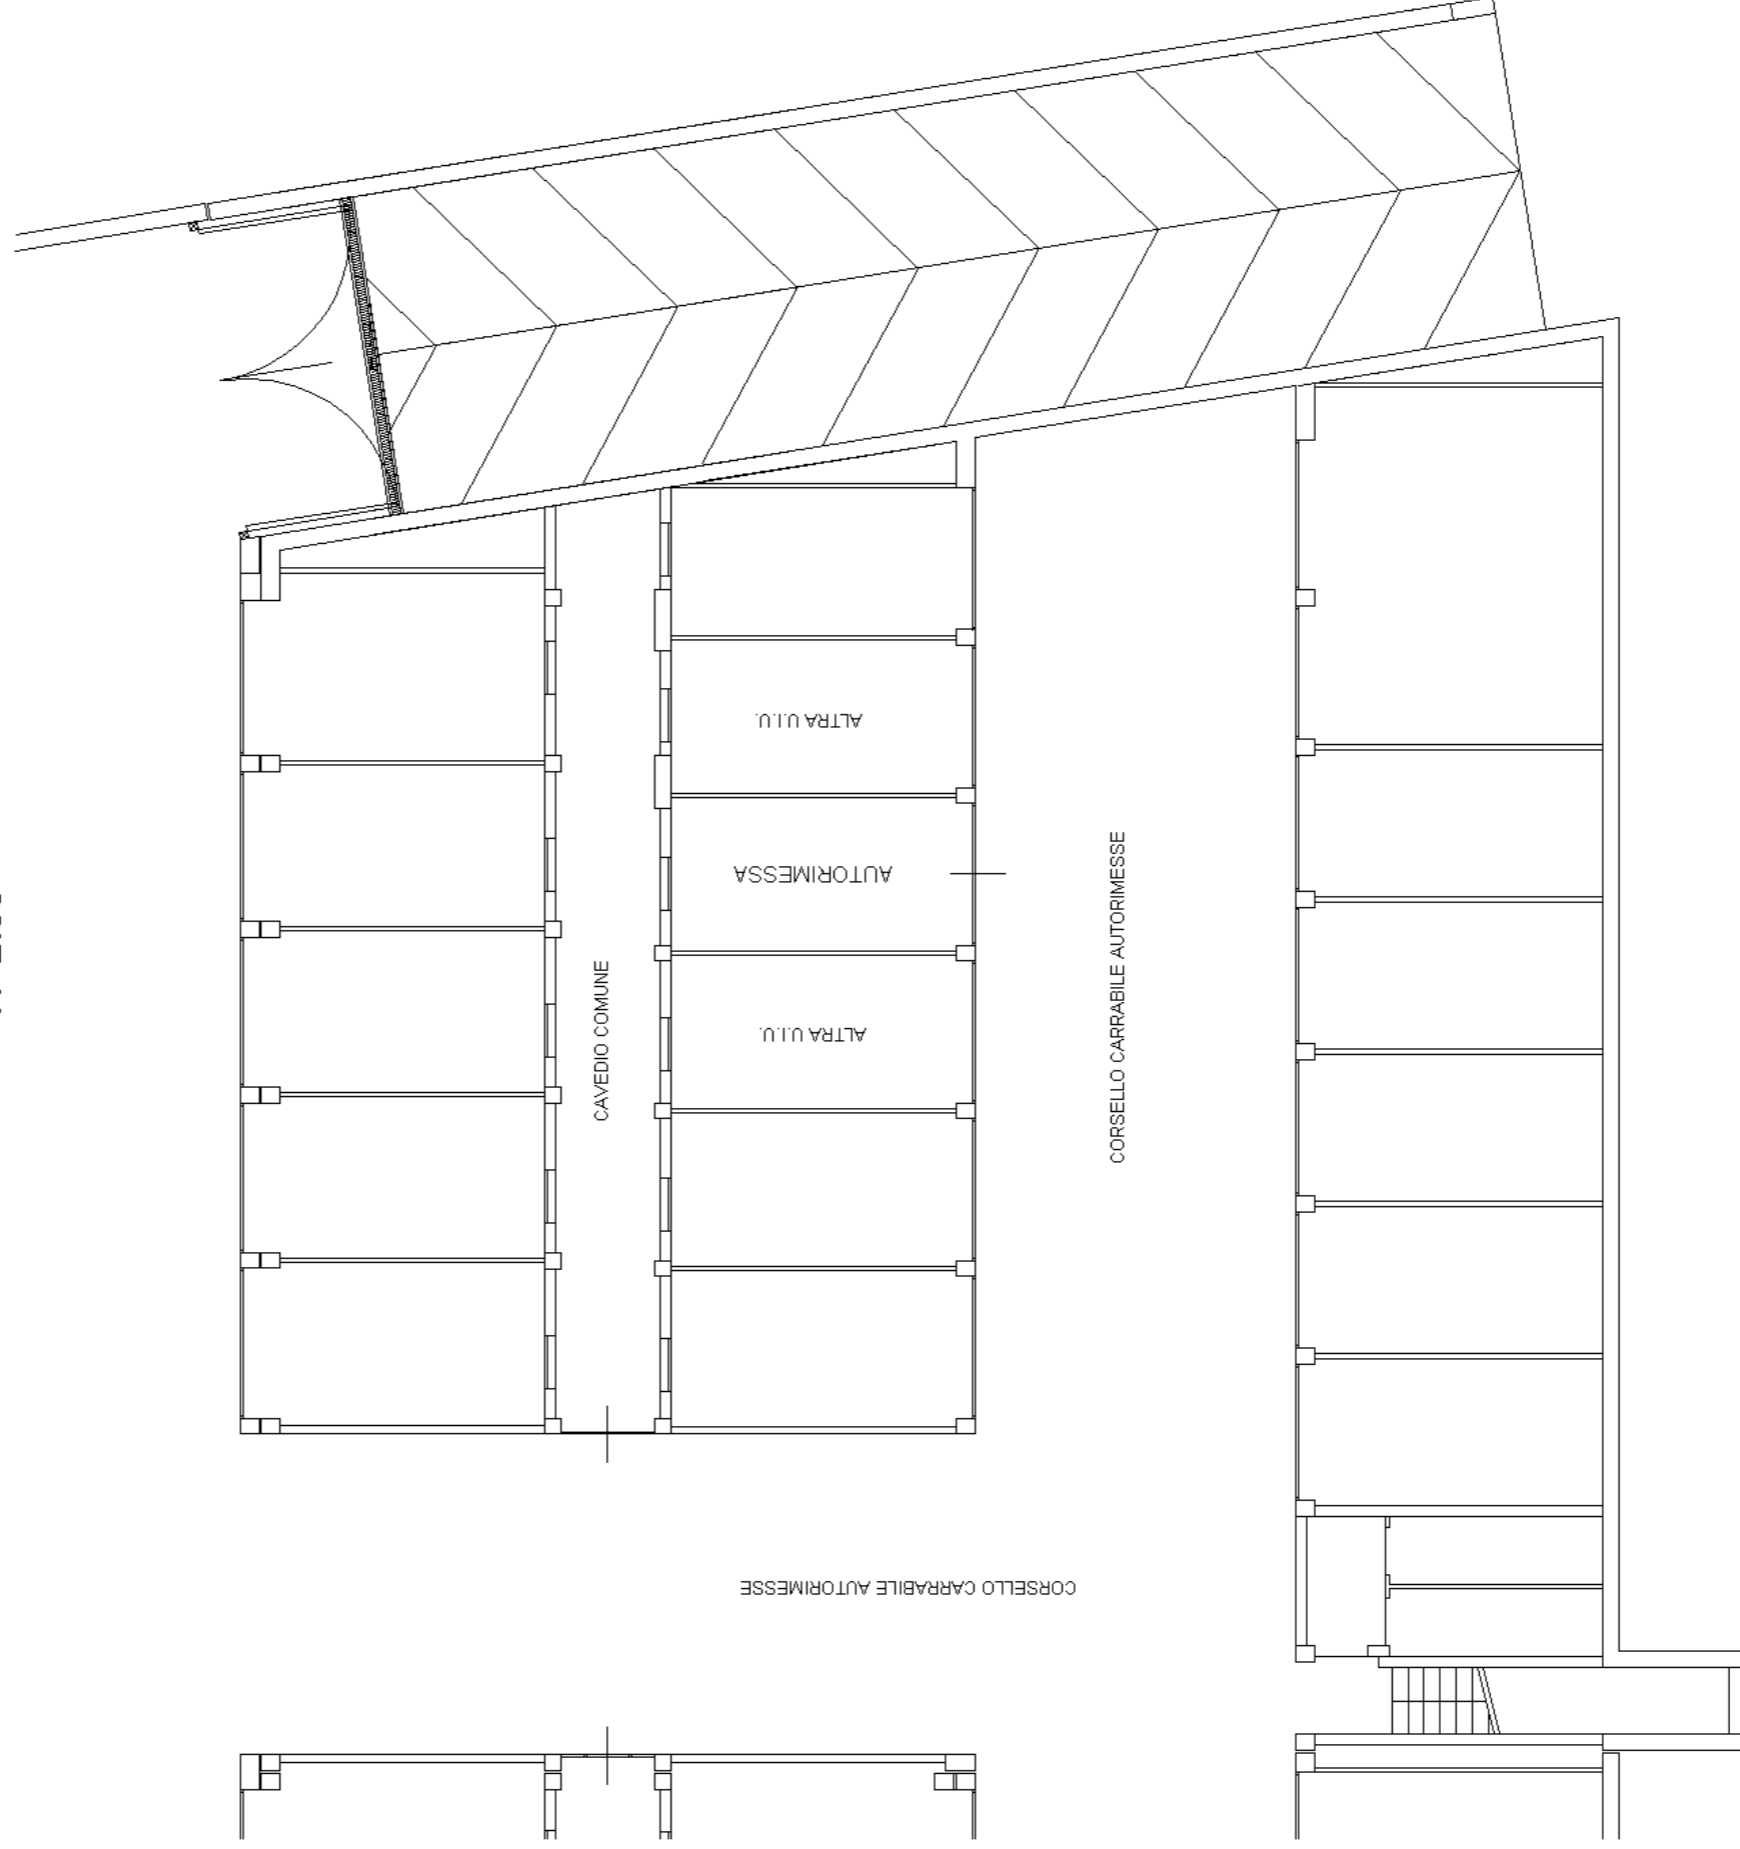 ALTRA U.I.U.
AUTORIMESSA
ALTRA U.I.U.
CAVEDIO COMUNE
CORSELLO CARRABILE AUTORIMESSE
CORSELLO CARRABILE AUTORIMESSE